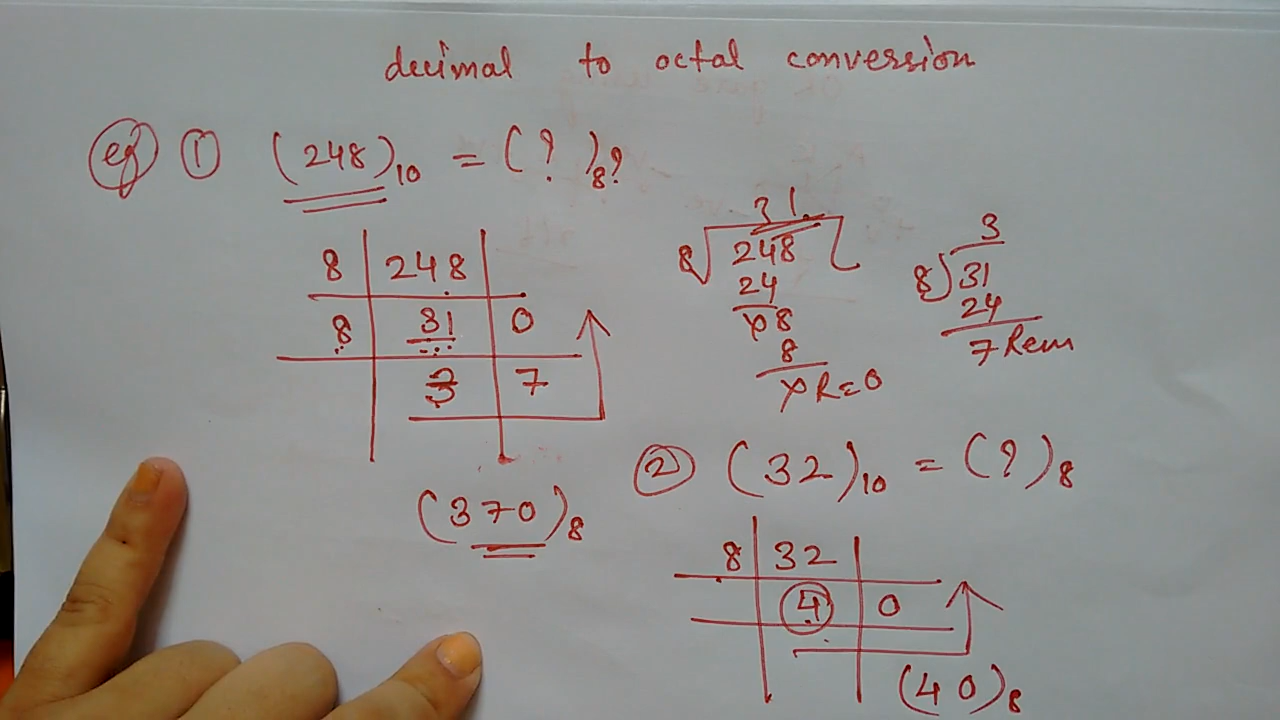 decimal to octal conversion
eg 1 (248)10 = (?)8?
8 248
8 31 0
3 7
(370)8
31
8 248
24
08
8
0 R=0
3
8 31
24
7 Rem
2 (32)10 = (?)8
8 32
4 0
(40)8